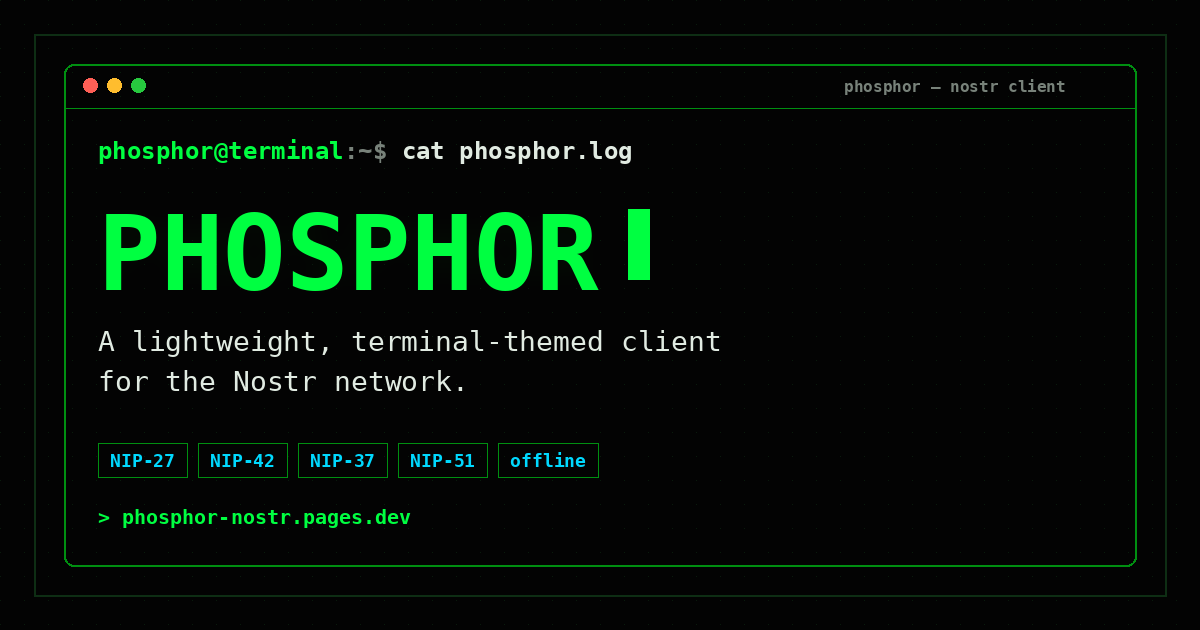 phosphor — nostr client
phosphor@terminal:~$ cat phosphor.log
PHOSPHOR
A lightweight, terminal-themed client
for the Nostr network.
NIP-27 NIP-42 NIP-37 NIP-51 offline
> phosphor-nostr.pages.dev